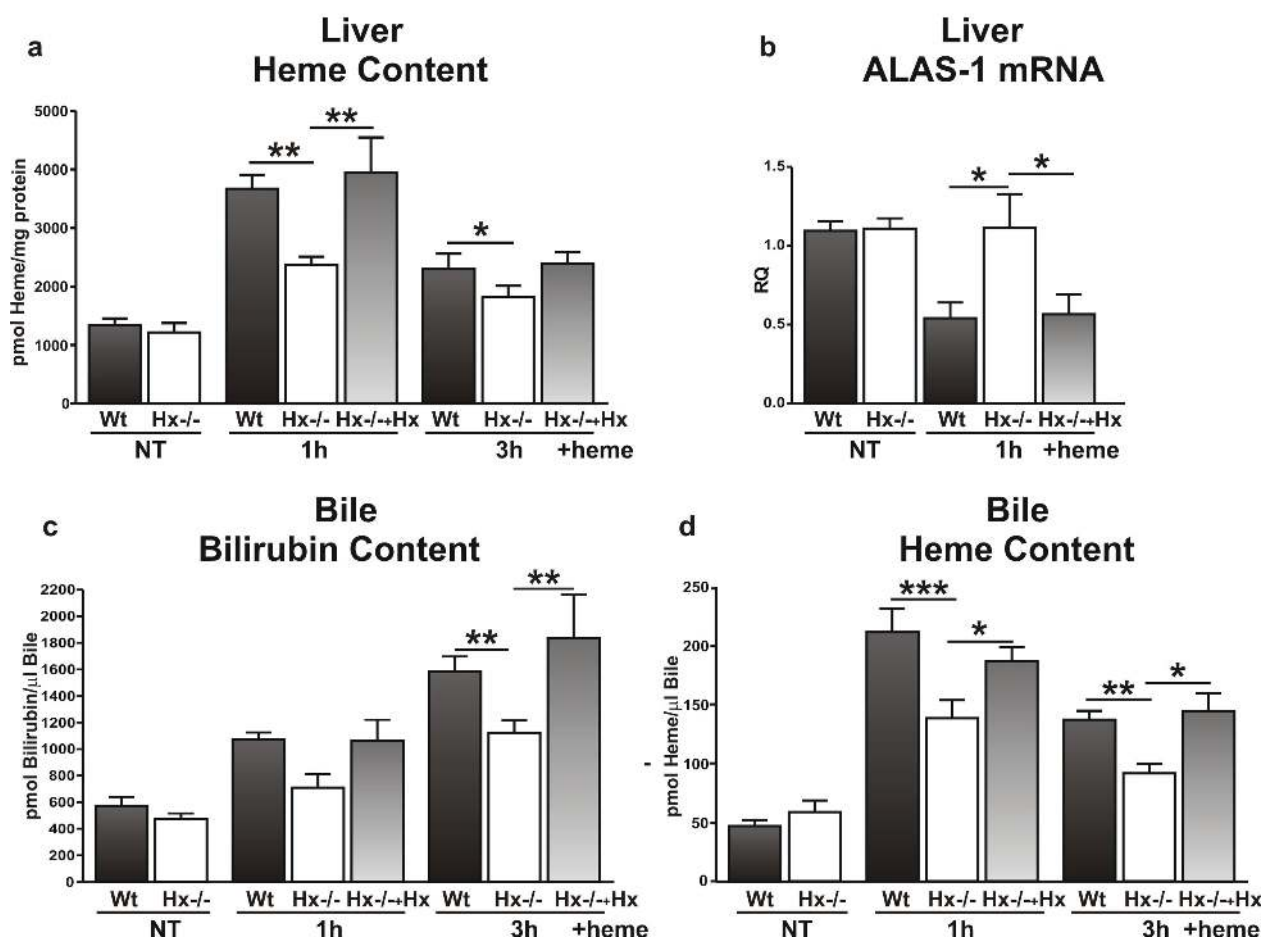 a
Liver
Heme Content
pmol Heme/mg protein
5000
4000
3000
2000
1000
0
** **
*
Wt Hx-/- Wt Hx-/- Hx-/-+Hx Wt Hx-/- Hx-/-+Hx
NT 1h 3h +heme
b
Liver
ALAS-1 mRNA
RQ
1.5
1.0
0.5
0.0
* *
Wt Hx-/- Wt Hx-/- Hx-/-+Hx
NT 1h +heme
c
Bile
Bilirubin Content
pmol Bilirubin/µl Bile
2200
2000
1800
1600
1400
1200
1000
800
600
400
200
0
**
**
Wt Hx-/- Wt Hx-/- Hx-/-+Hx Wt Hx-/- Hx-/-+Hx
NT 1h 3h +heme
d
Bile
Heme Content
pmol Heme/µl Bile
250
200
150
100
50
0
-
***
*
** *
Wt Hx-/- Wt Hx-/- Hx-/-+Hx Wt Hx-/- Hx-/-+Hx
NT 1h 3h +heme